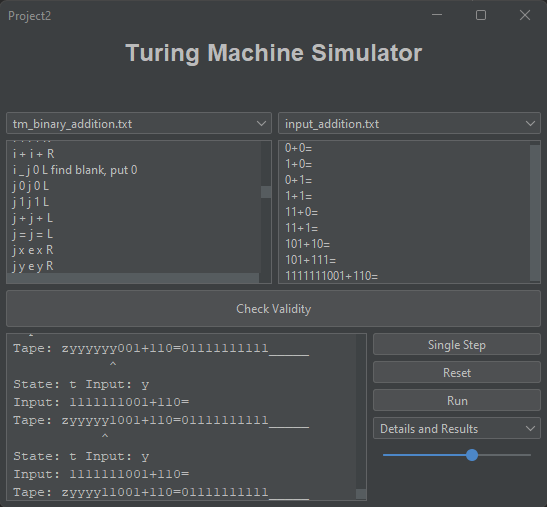 Project2
Turing Machine Simulator
tm_binary_addition.txt
input_addition.txt
i + i + R
i _ j 0 L find blank, put 0
j 0 j 0 L
j 1 j 1 L
j + j + L
j = j = L
j x e x R
j y e y R
0+0=
1+0=
0+1=
1+1=
11+0=
11+1=
101+10=
101+111=
1111111001+110=
Check Validity
Tape: zyyyyyy001+110=01111111111_____
^
State: t Input: y
Input: 1111111001+110=
Tape: zyyyyy1001+110=01111111111_____
^
State: t Input: y
Input: 1111111001+110=
Tape: zyyyy11001+110=01111111111_____
Single Step
Reset
Run
Details and Results